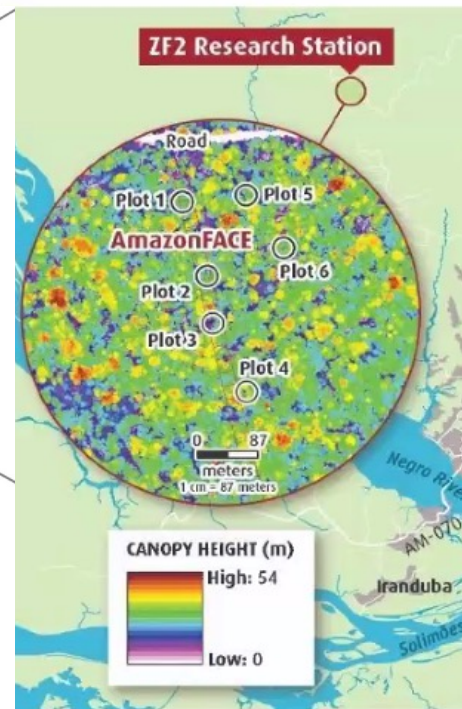 ZF2 Research Station
Road
Plot 1
Plot 5
AmazonFACE
Plot 6
Plot 2
Plot 3
Plot 4
0 87
meters
1 cm = 87 meters
Negro River
AM-070
CANOPY HEIGHT (m)
High: 54
Iranduba
Solimões
Low: 0